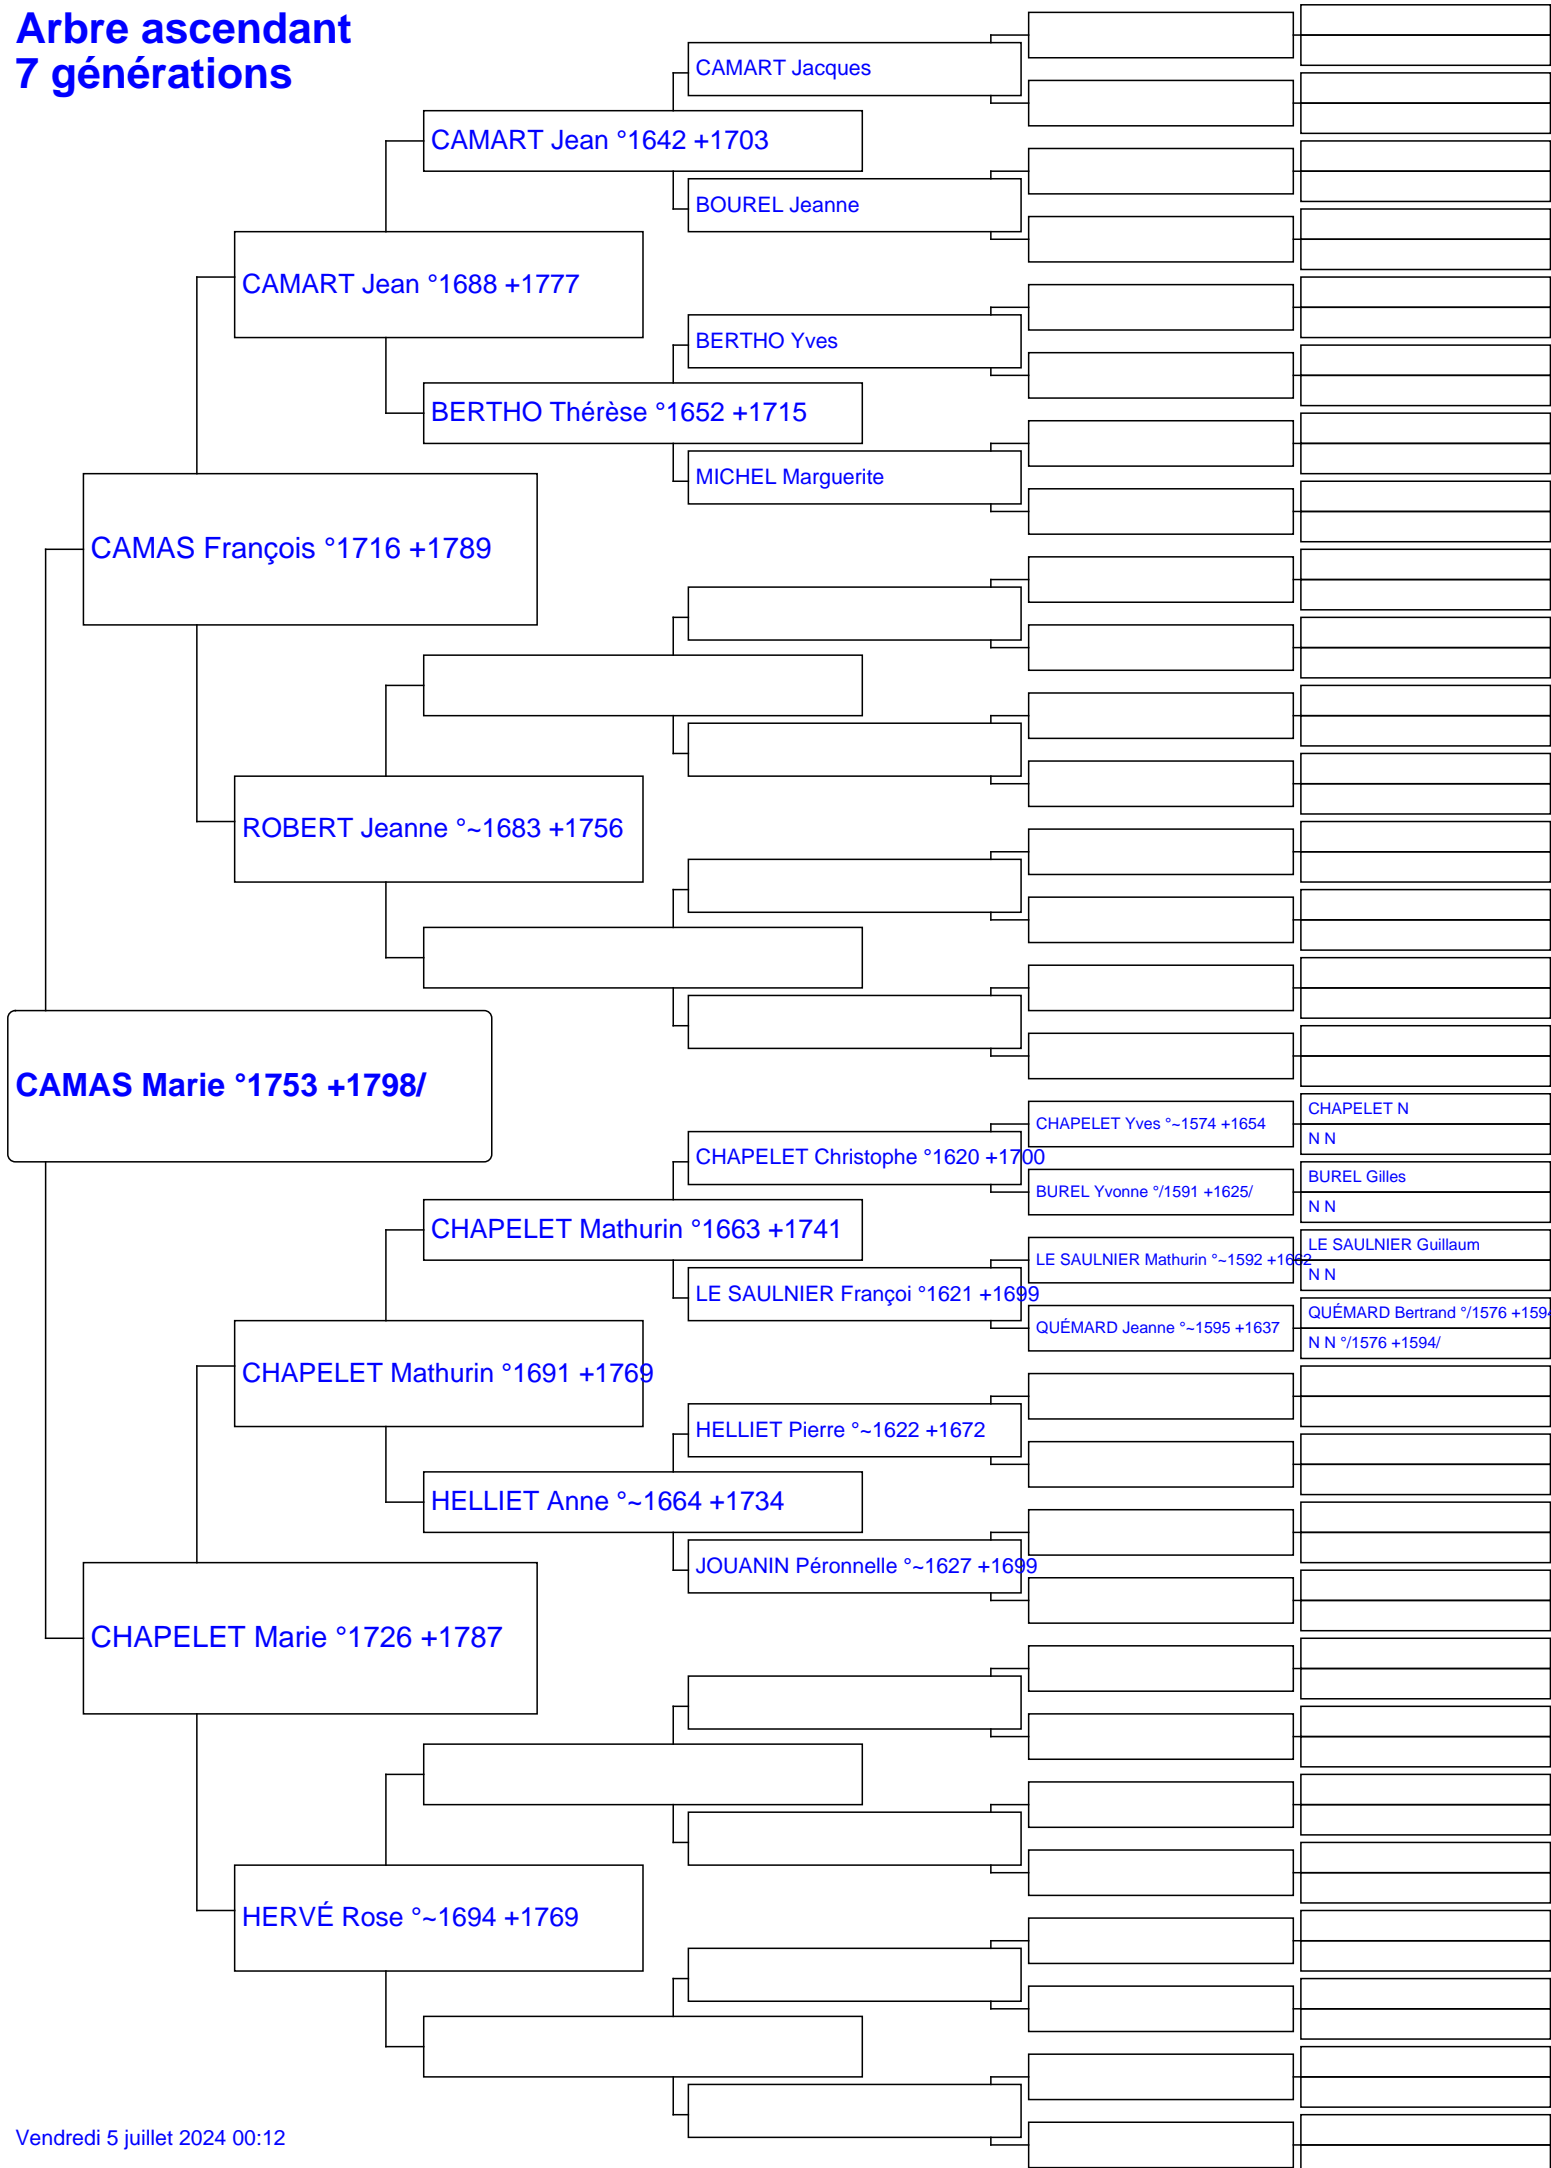 Arbre ascendant
7 générations
CAMART Jacques
CAMART Jean °1642 +1703
BOUREL Jeanne
CAMART Jean °1688 +1777
BERTHO Yves
BERTHO Thérèse °1652 +1715
MICHEL Marguerite
CAMAS François °1716 +1789
ROBERT Jeanne °~1683 +1756
CAMAS Marie °1753 +1798/
CHAPELET N
CHAPELET Yves °~1574 +1654
N N
CHAPELET Christophe °1620 +1700
BUREL Gilles
BUREL Yvonne °/1591 +1625/
N N
CHAPELET Mathurin °1663 +1741
LE SAULNIER Guillaum
LE SAULNIER Mathurin °~1592 +1662
N N
LE SAULNIER Françoi °1621 +1699
QUÉMARD Bertrand °/1576 +1594
QUÉMARD Jeanne °~1595 +1637
N N °/1576 +1594/
CHAPELET Mathurin °1691 +1769
HELLIET Pierre °~1622 +1672
HELLIET Anne °~1664 +1734
JOUANIN Péronnelle °~1627 +1699
CHAPELET Marie °1726 +1787
HERVÉ Rose °~1694 +1769
Vendredi 5 juillet 2024 00:12